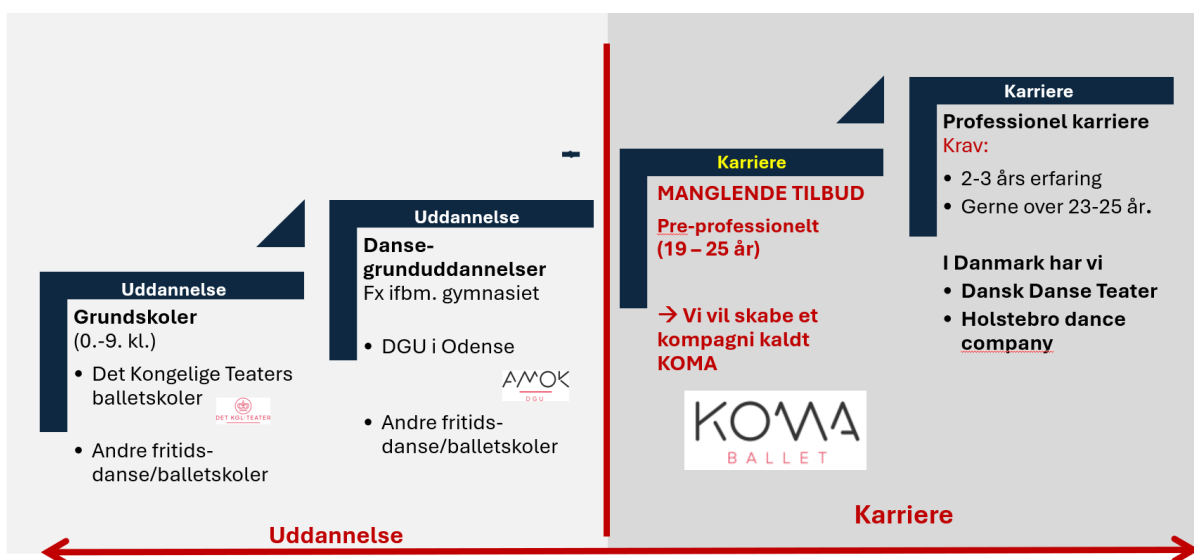 Uddannelse
Grundskoler
(0.-9. kl.)
• Det Kongelige Teaters
balletskoler
DET KGL·TEATER
• Andre fritids-
danse/balletskoler
Uddannelse
Danse-
grunduddannelser
Fx ifbm. gymnasiet
• DGU i Odense
AMOK
DGU
• Andre fritids-
danse/balletskoler
Karriere
MANGLENDE TILBUD
Pre-professionelt
(19 – 25 år)
→ Vi vil skabe et
kompagni kaldt
KOMA
KOMA
BALLET
Karriere
Professionel karriere
Krav:
• 2-3 års erfaring
• Gerne over 23-25 år.
I Danmark har vi
• Dansk Danse Teater
• Holstebro dance
company
Uddannelse
Karriere